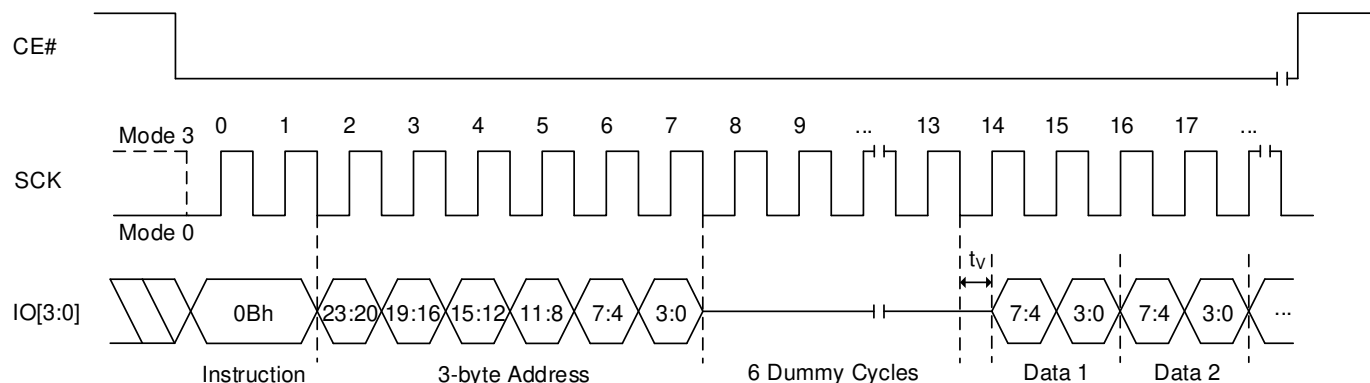 CE#
Mode 3 0 1 2 3 4 5 6 7 8 9 ... 13 14 15 16 17 ...
SCK
Mode 0
tV
IO[3:0] 0Bh 23:20 19:16 15:12 11:8 7:4 3:0 7:4 3:0 7:4 3:0 ...
Instruction 3-byte Address 6 Dummy Cycles Data 1 Data 2